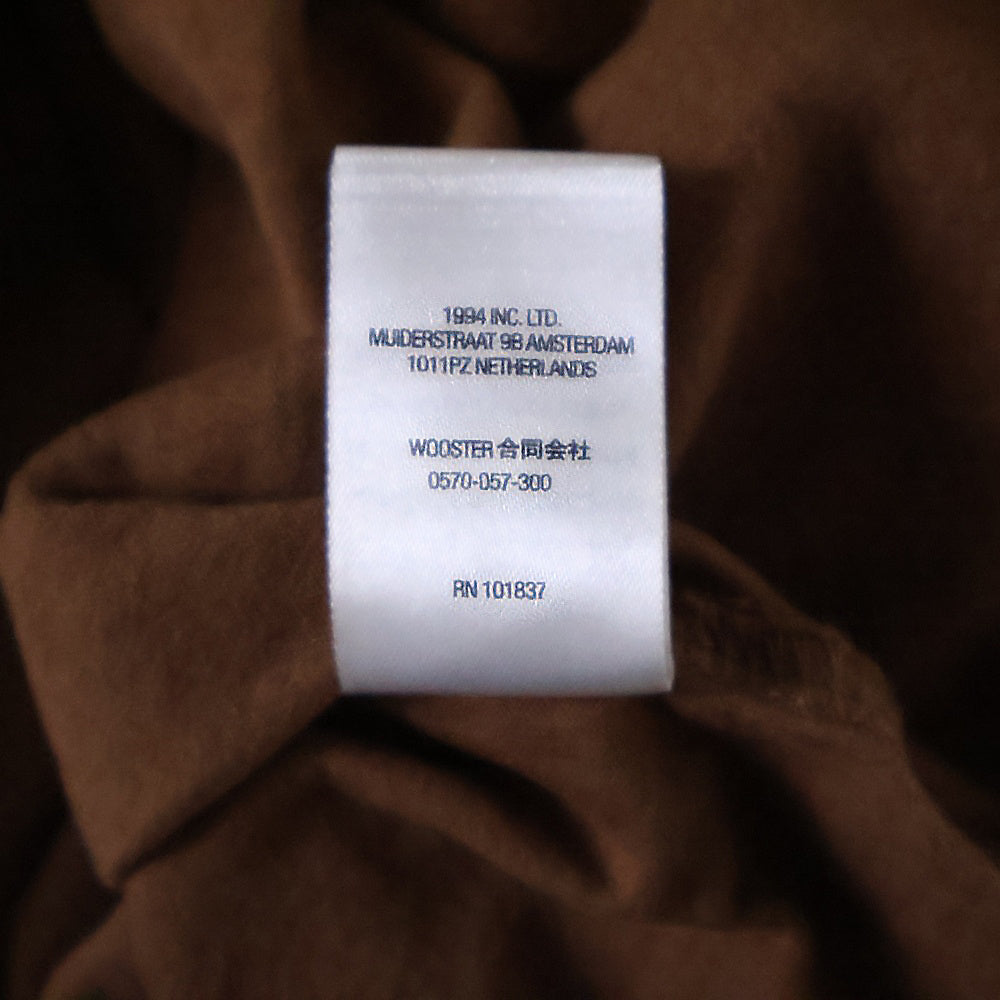 1994 INC. LTD.
MUIDERSTRAAT 9B AMSTERDAM
1011PZ NETHERLANDS
WOOSTER 合同会社
0570-057-300
RN 101837